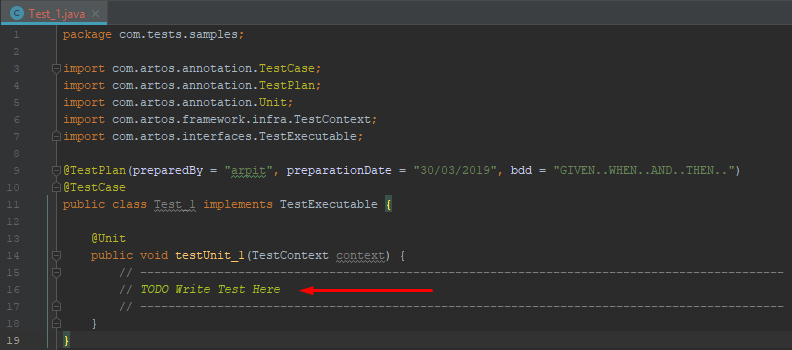 Test_1.java
1 package com.tests.samples;
2
3 import com.artos.annotation.TestCase;
4 import com.artos.annotation.TestPlan;
5 import com.artos.annotation.Unit;
6 import com.artos.framework.infra.TestContext;
7 import com.artos.interfaces.TestExecutable;
8
9 @TestPlan(preparedBy = "arpit", preparationDate = "30/03/2019", bdd = "GIVEN..WHEN..AND..THEN..")
10 @TestCase
11 public class Test_1 implements TestExecutable {
12
13 @Unit
14 public void testUnit_1(TestContext context) {
15 // --------------------------------------------------------------------------------------------
16 // TODO Write Test Here
17 // --------------------------------------------------------------------------------------------
18 }
19 }